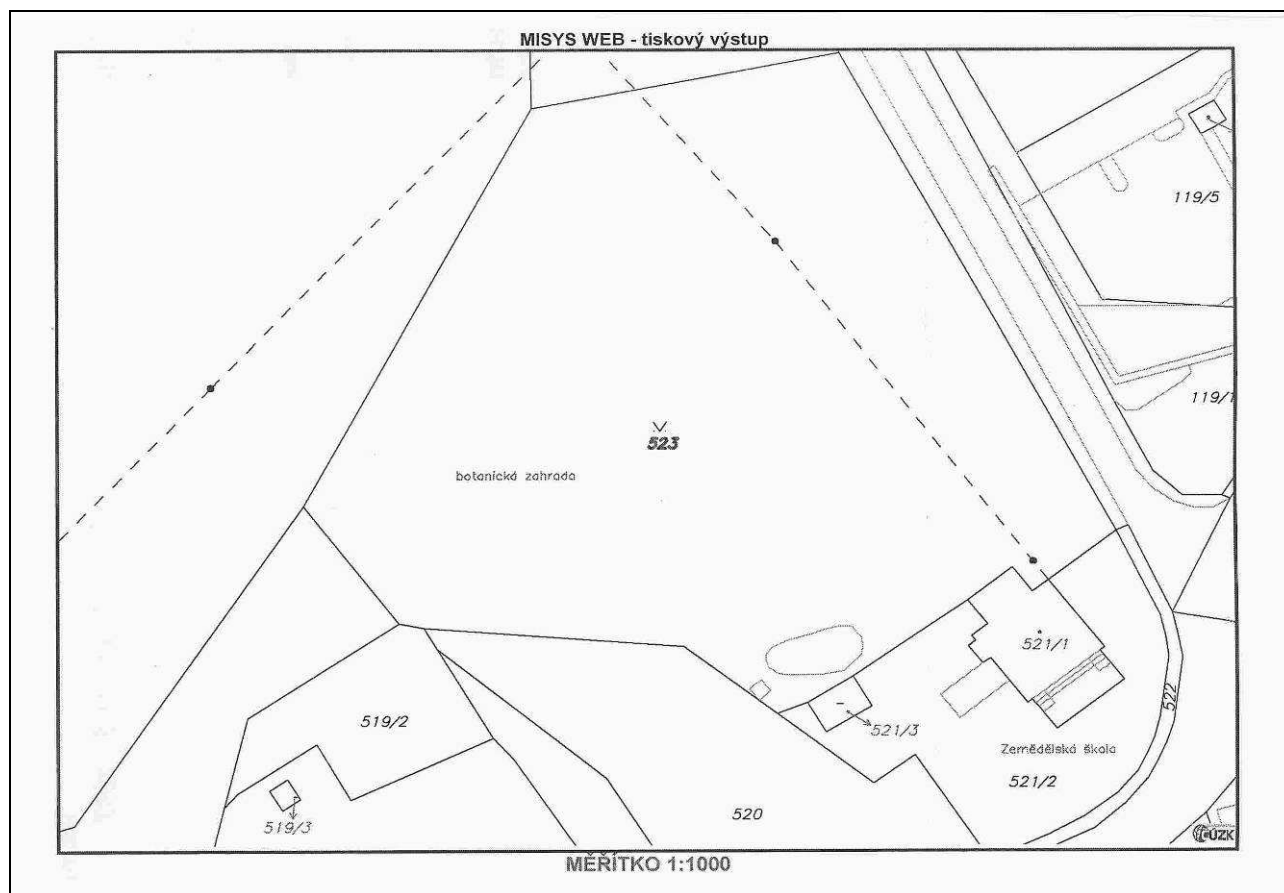 MISYS WEB - tiskový výstup
119/5
119/1
523
botanická zahrada
521/1
519/2
521/3
522
Zemědělská škola
521/2
520
519/3
ČÚZK
MĚŘÍTKO 1:1000